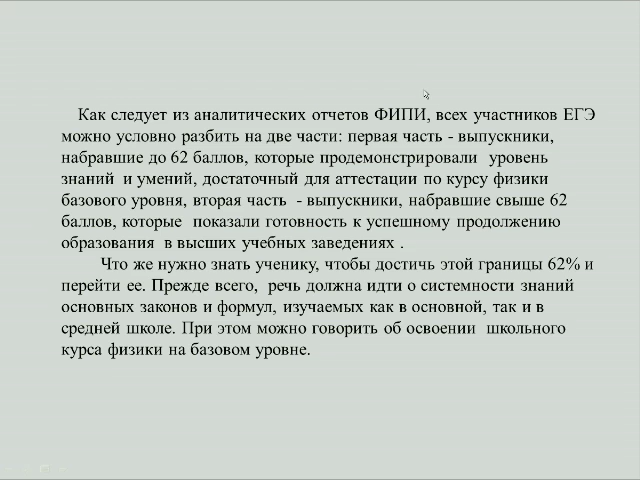 Как следует из аналитических отчетов ФИПИ, всех участников ЕГЭ
можно условно разбить на две части: первая часть - выпускники,
набравшие до 62 баллов, которые продемонстрировали уровень
знаний и умений, достаточный для аттестации по курсу физики
базового уровня, вторая часть - выпускники, набравшие свыше 62
баллов, которые показали готовность к успешному продолжению
образования в высших учебных заведениях .
Что же нужно знать ученику, чтобы достичь этой границы 62% и
перейти ее. Прежде всего, речь должна идти о системности знаний
основных законов и формул, изучаемых как в основной, так и в
средней школе. При этом можно говорить об освоении школьного
курса физики на базовом уровне.